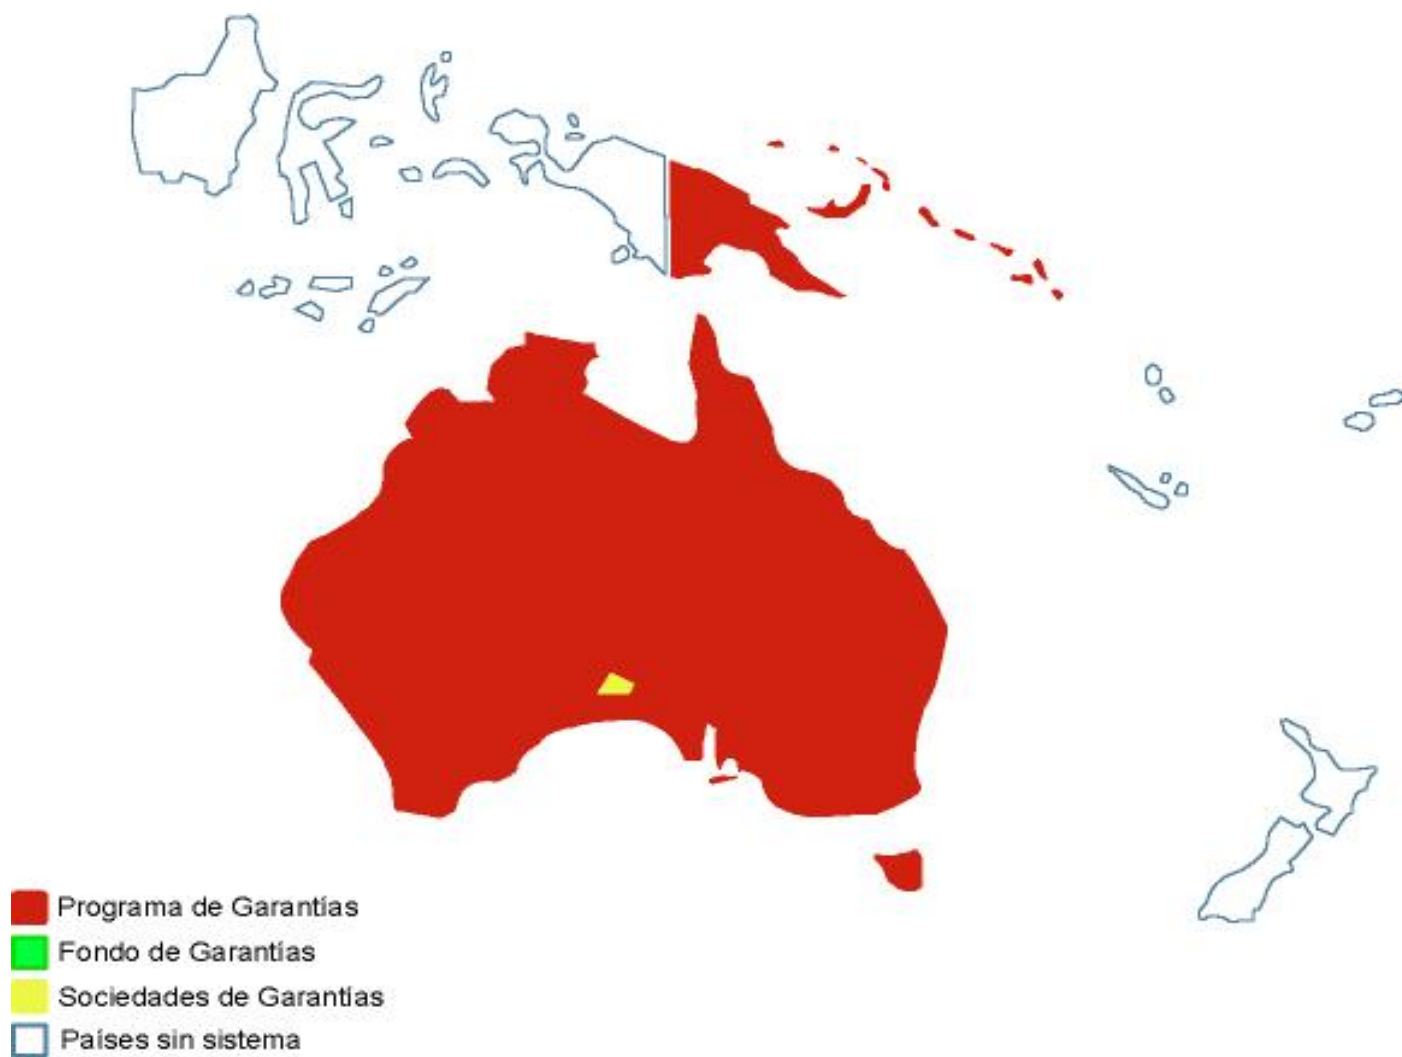 Programa de Garantías
Fondo de Garantías
Sociedades de Garantías
Países sin sistema